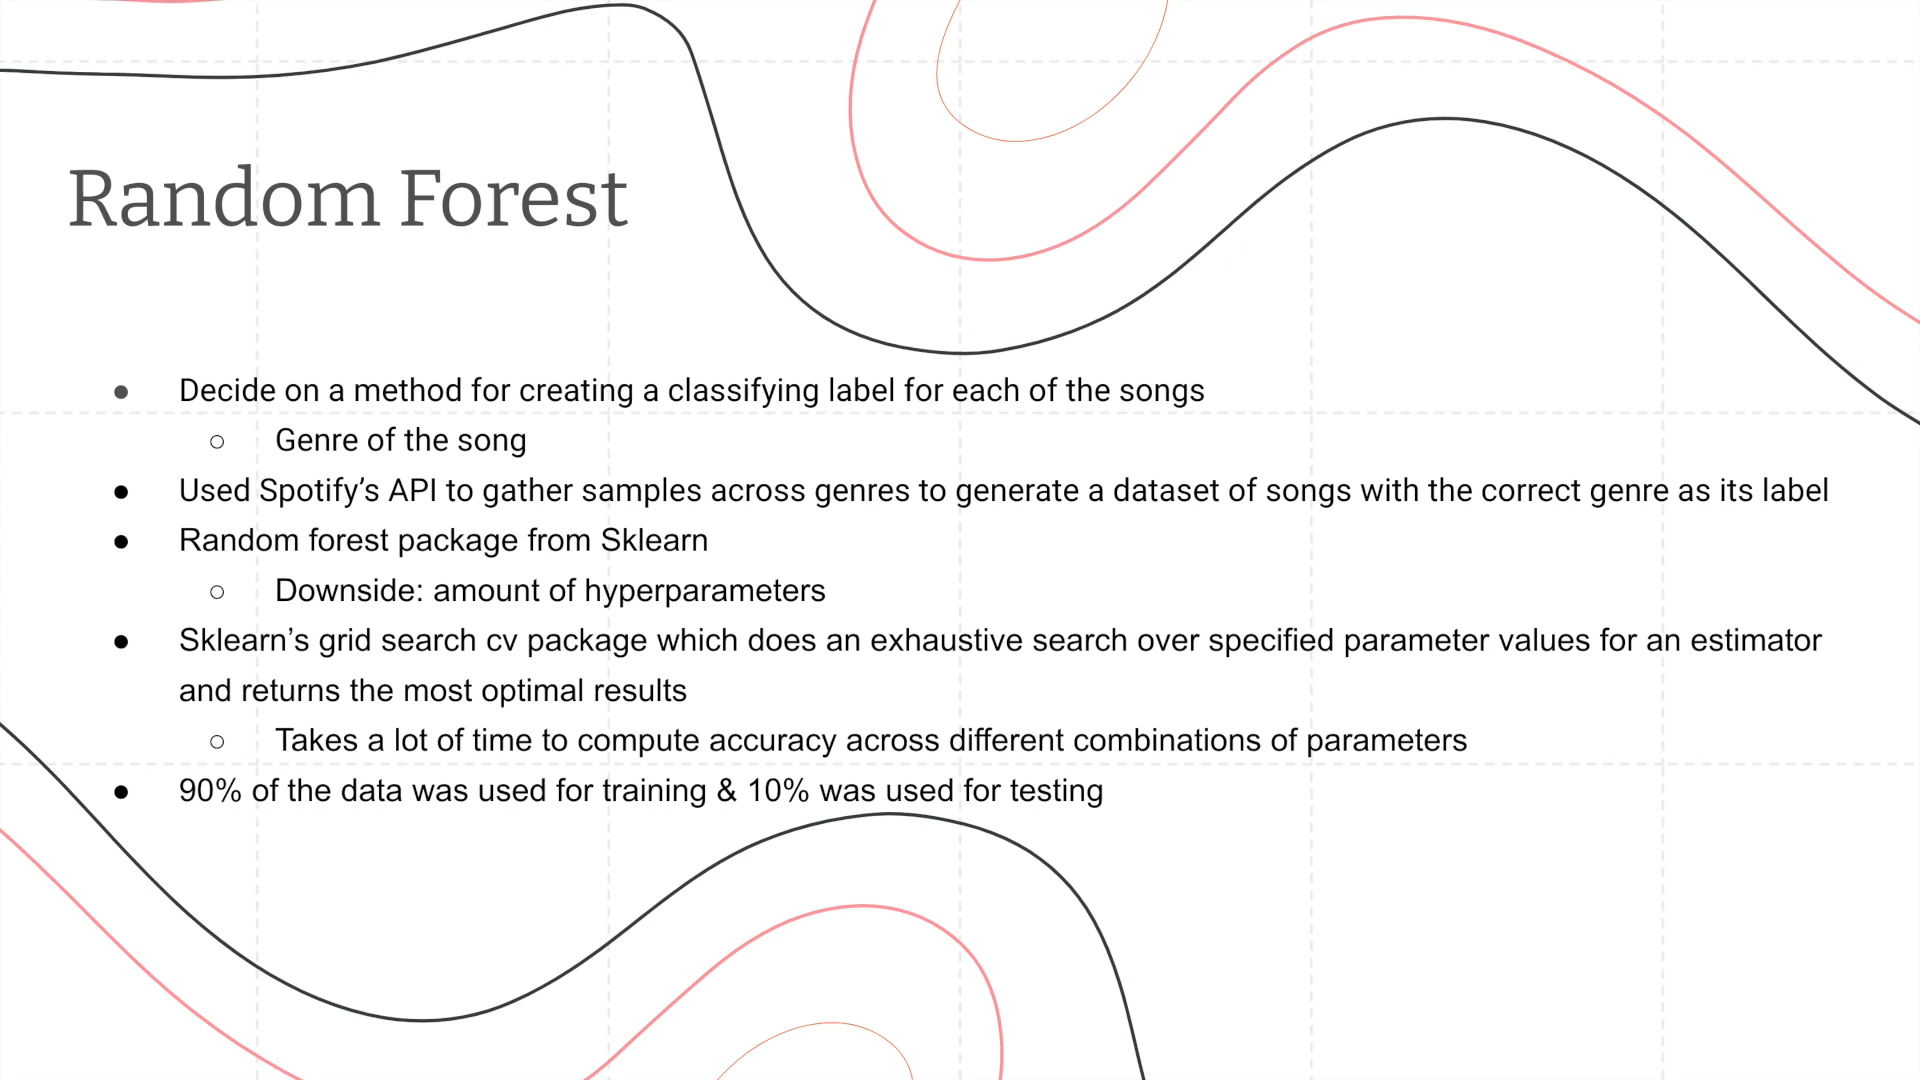 Random Forest
● Decide on a method for creating a classifying label for each of the songs
○ Genre of the song
● Used Spotify’s API to gather samples across genres to generate a dataset of songs with the correct genre as its label
● Random forest package from Sklearn
○ Downside: amount of hyperparameters
● Sklearn’s grid search cv package which does an exhaustive search over specified parameter values for an estimator
and returns the most optimal results
○ Takes a lot of time to compute accuracy across different combinations of parameters
● 90% of the data was used for training & 10% was used for testing